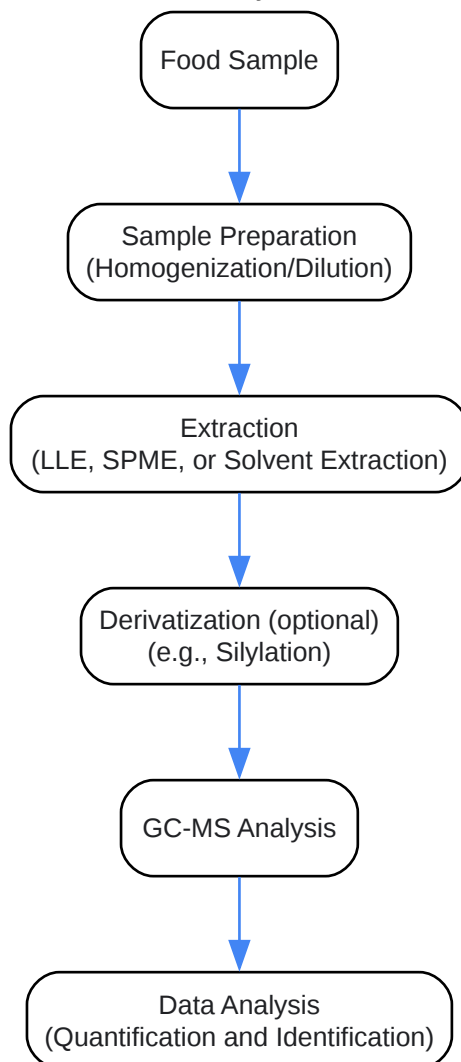 Food Sample
Sample Preparation
(Homogenization/Dilution)
Extraction
(LLE, SPME, or Solvent Extraction)
Derivatization (optional)
(e.g., Silylation)
GC-MS Analysis
Data Analysis
(Quantification and Identification)